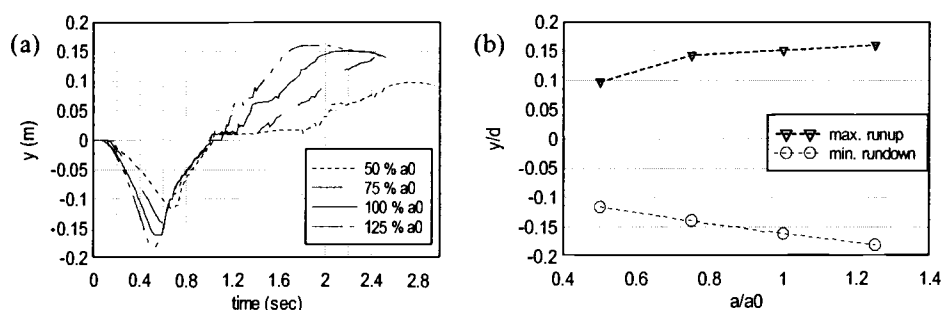 (a)
0.2
0.15
0.1
0.05
0
-0.05
-0.1
-0.15
-0.2
y (m)
0 0.4 0.8 1.2 1.6 2 2.4 2.8
time (sec)
50 % a0
75 % a0
100 % a0
125 % a0
(b)
0.2
0.15
0.1
0.05
0
-0.05
-0.1
-0.15
-0.2
y/d
0.4 0.6 0.8 1 1.2 1.4
a/a0
max. runup
min. rundown